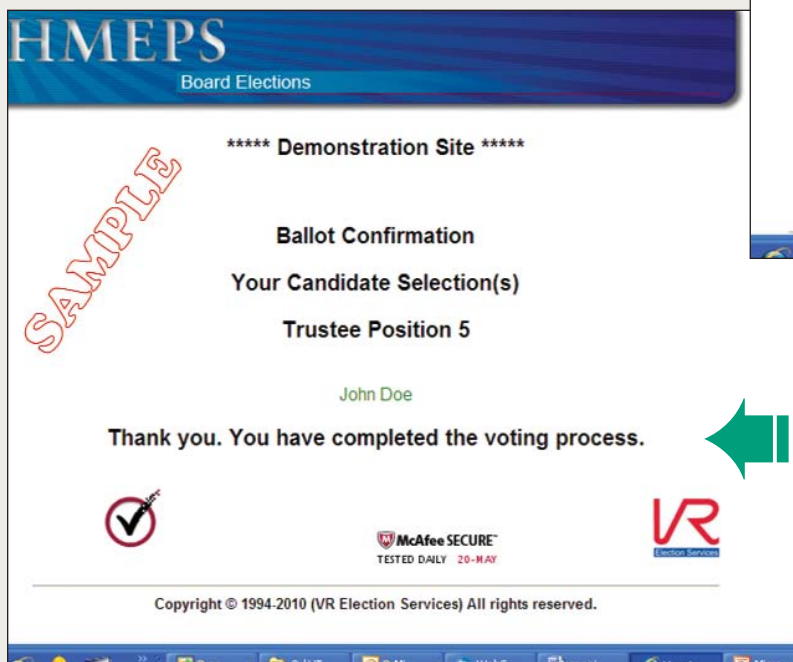 HMEPS
Board Elections
***** Demonstration Site *****
SAMPLE
Ballot Confirmation
Your Candidate Selection(s)
Trustee Position 5
John Doe
Thank you. You have completed the voting process.
McAfee SECURE™
TESTED DAILY 20-MAY
VR
Election Services
Copyright © 1994-2010 (VR Election Services) All rights reserved.